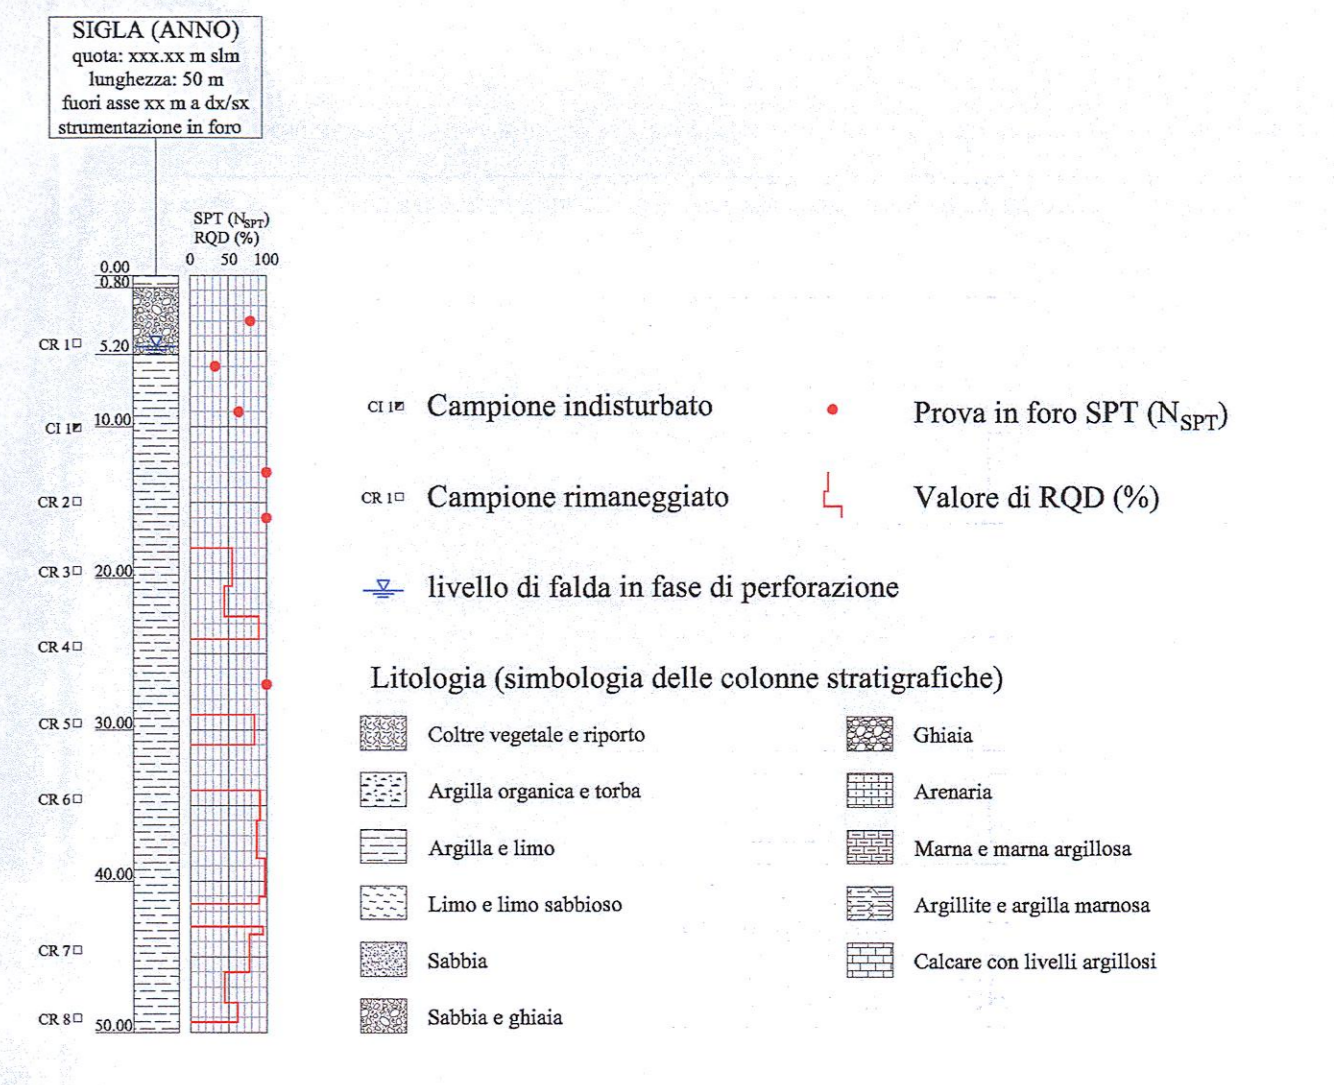 SIGLA (ANNO)
quota: xxx.xx m slm
lunghezza: 50 m
fuori asse xx m a dx/sx
strumentazione in foro
SPT (NSPT)
RQD (%)
0 50 100
0.00
0.80
CR 1
5.20
10.00
CI 1
CR 2
CR 3
20.00
CR 4
CR 5
30.00
CR 6
40.00
CR 7
CR 8
50.00
CI 1 Campione indisturbato
Prova in foro SPT (NSPT)
CR 1 Campione rimaneggiato
Valore di RQD (%)
livello di falda in fase di perforazione
Litologia (simbologia delle colonne stratigrafiche)
Coltre vegetale e riporto
Argilla organica e torba
Argilla e limo
Limo e limo sabbioso
Sabbia
Sabbia e ghiaia
Ghiaia
Arenaria
Marna e marna argillosa
Argillite e argilla marnosa
Calcare con livelli argillosi